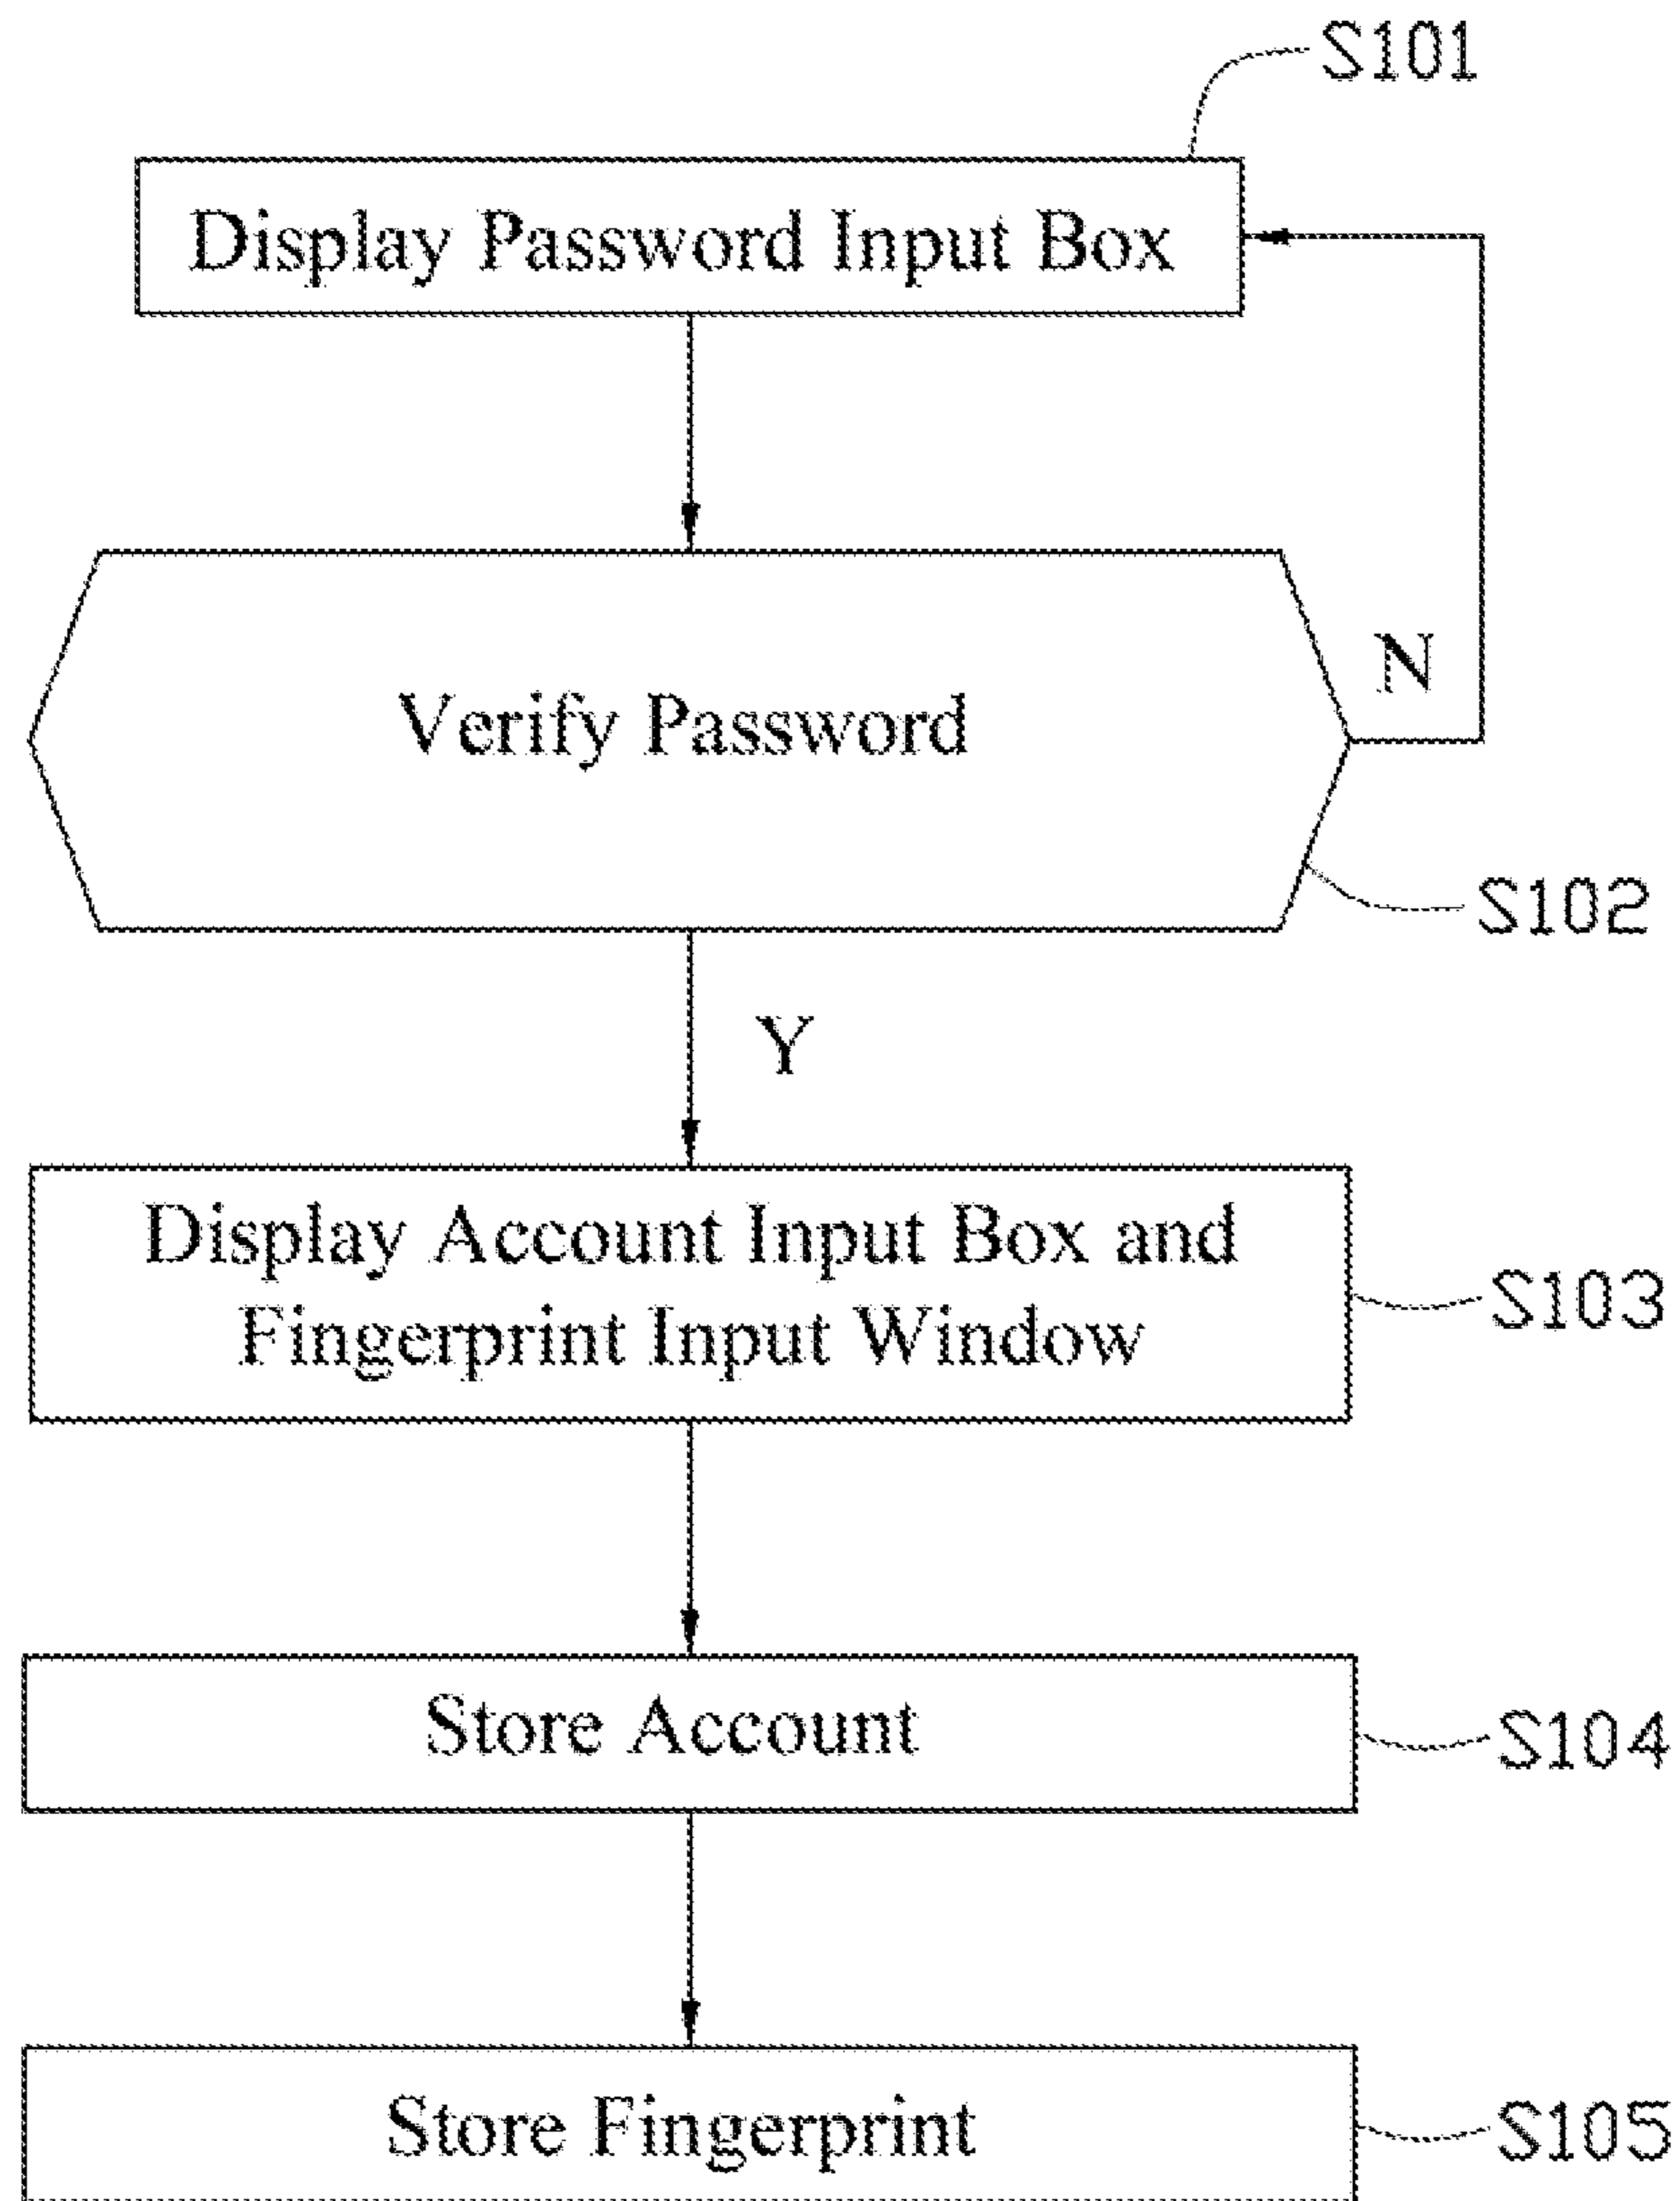 S101
Display Password Input Box
N
Verify Password
S102
Y
Display Account Input Box and
Fingerprint Input Window
S103
Store Account
S104
Store Fingerprint
S105